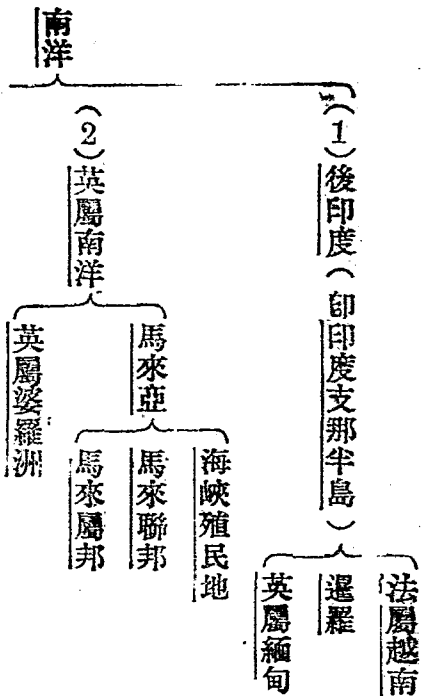 南洋
(1)後印度(卽印度支那半島)
法屬越南
暹羅
英屬緬甸
(2)英屬南洋
馬來亞
海峽殖民地
馬來聯邦
馬來屬邦
英屬婆羅洲